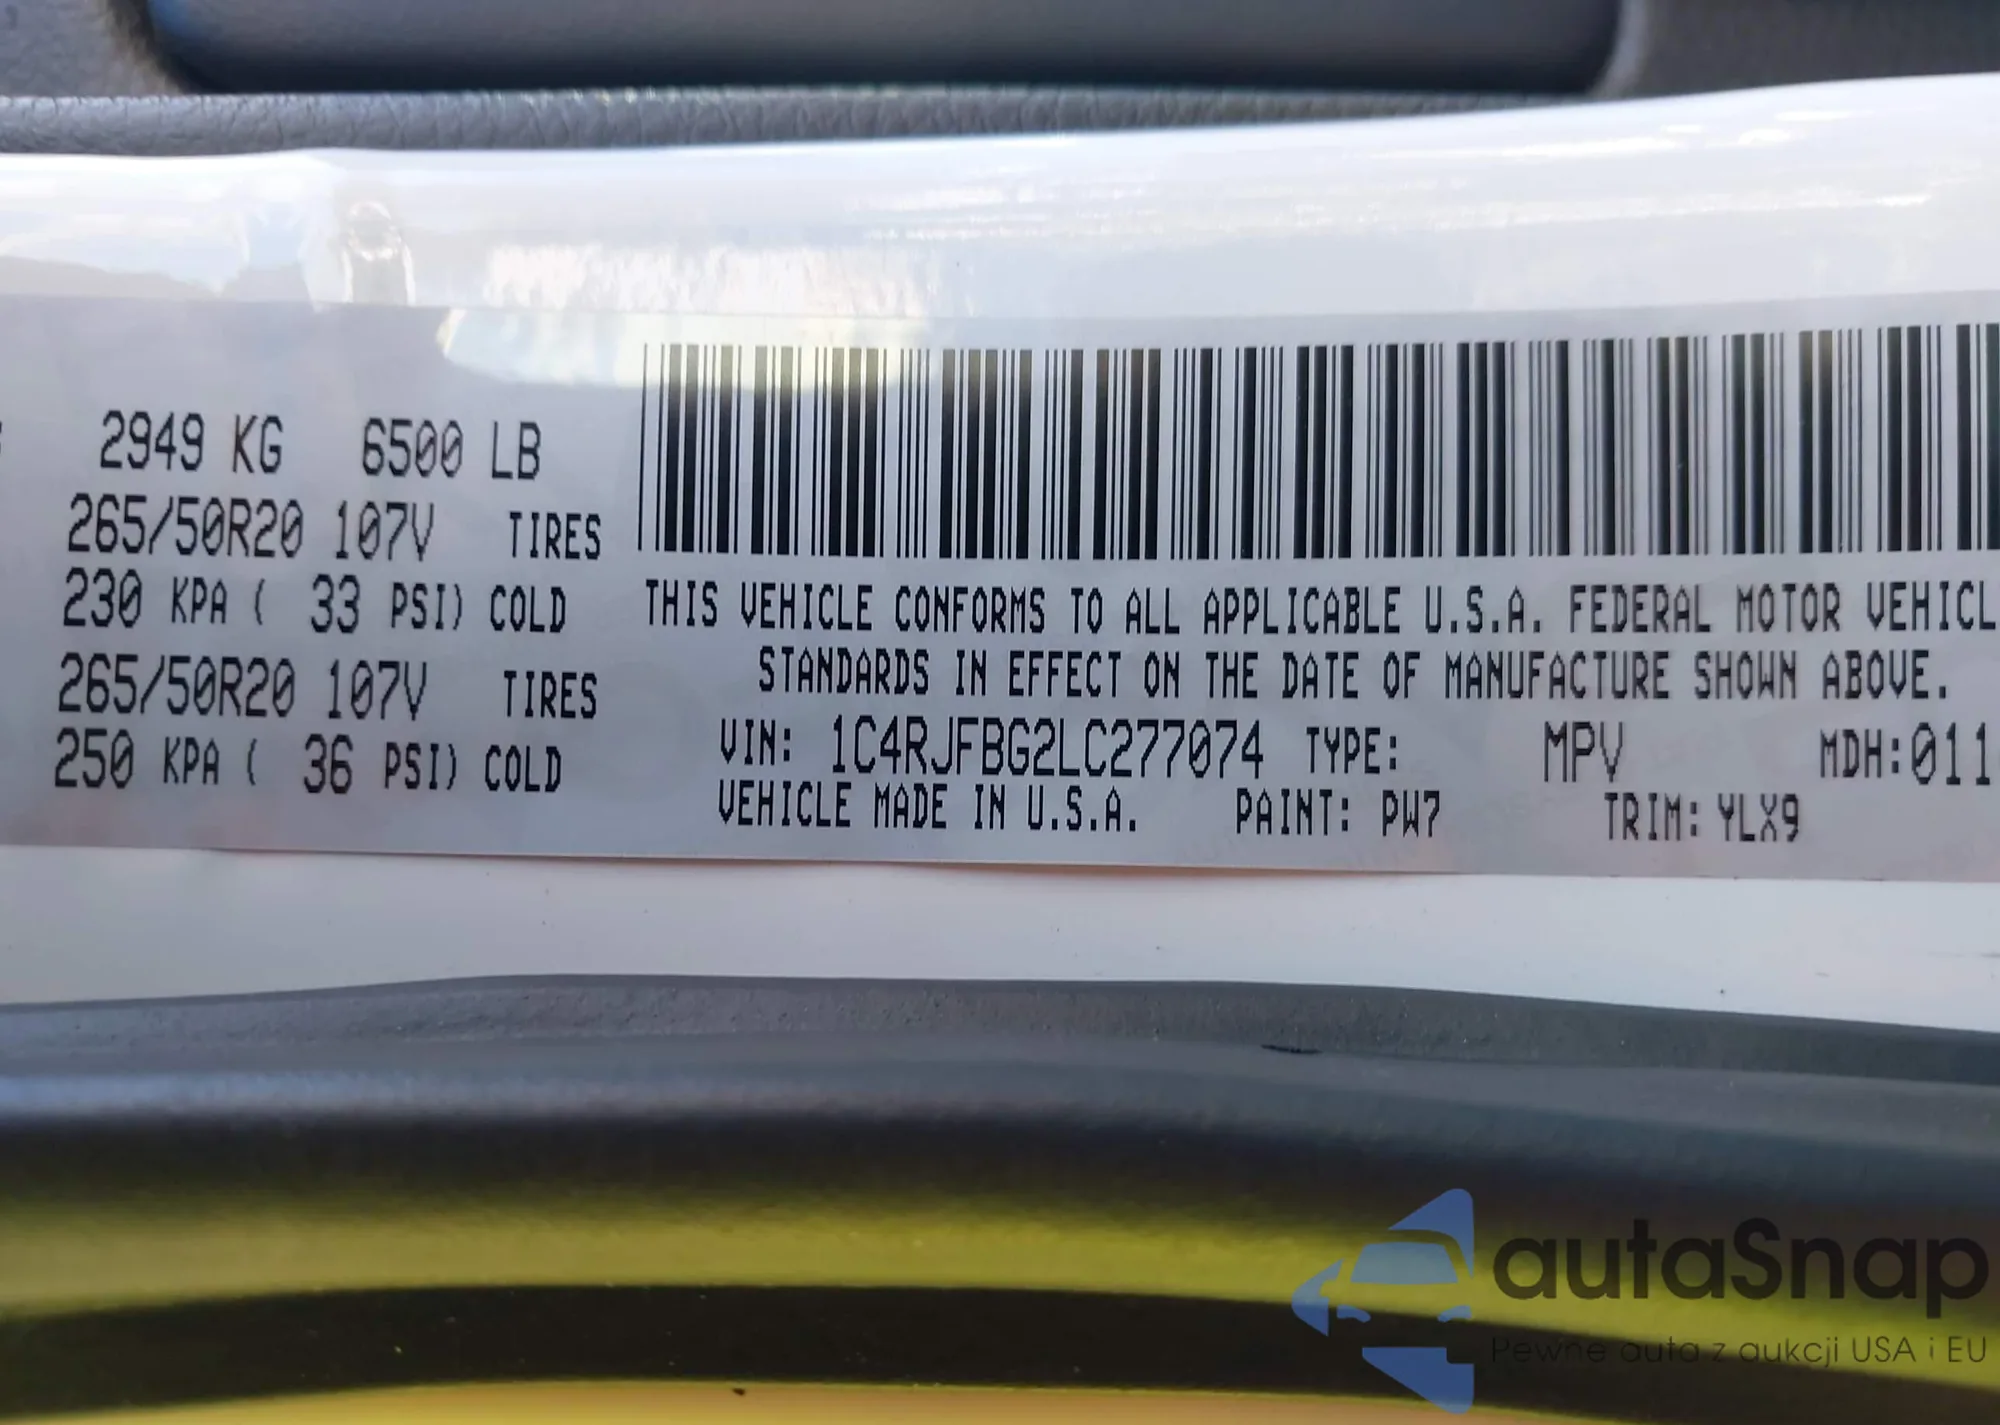 2949 KG 6500 LB
265/50R20 107V TIRES
230 KPA ( 33 PSI) COLD
265/50R20 107V TIRES
250 KPA ( 36 PSI) COLD
THIS VEHICLE CONFORMS TO ALL APPLICABLE U.S.A. FEDERAL MOTOR VEHICL
STANDARDS IN EFFECT ON THE DATE OF MANUFACTURE SHOWN ABOVE.
VIN: 1C4RJFBG2LC277074 TYPE: MPV MDH:011
VEHICLE MADE IN U.S.A. PAINT: PW7 TRIM: YLX9
autaSnap
Pewne auta z aukcji USA i EU